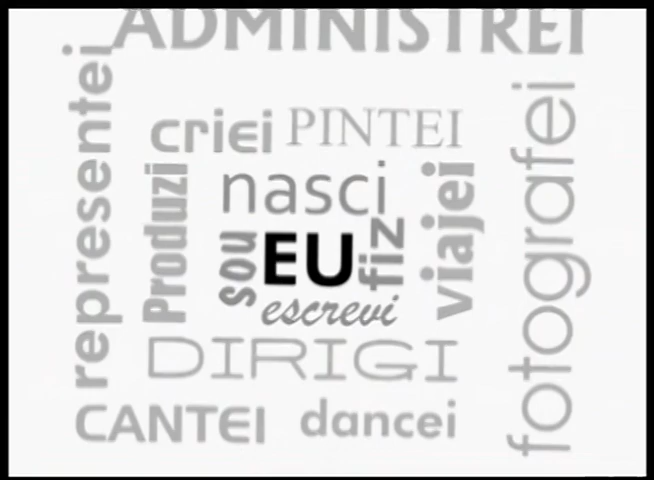 ADMINISTREI
representei
criei PINTEI
fotografei
Produzi
nasci
viajei
sou
EU
fiz
escrevi
DIRIGI
CANTEI dancei